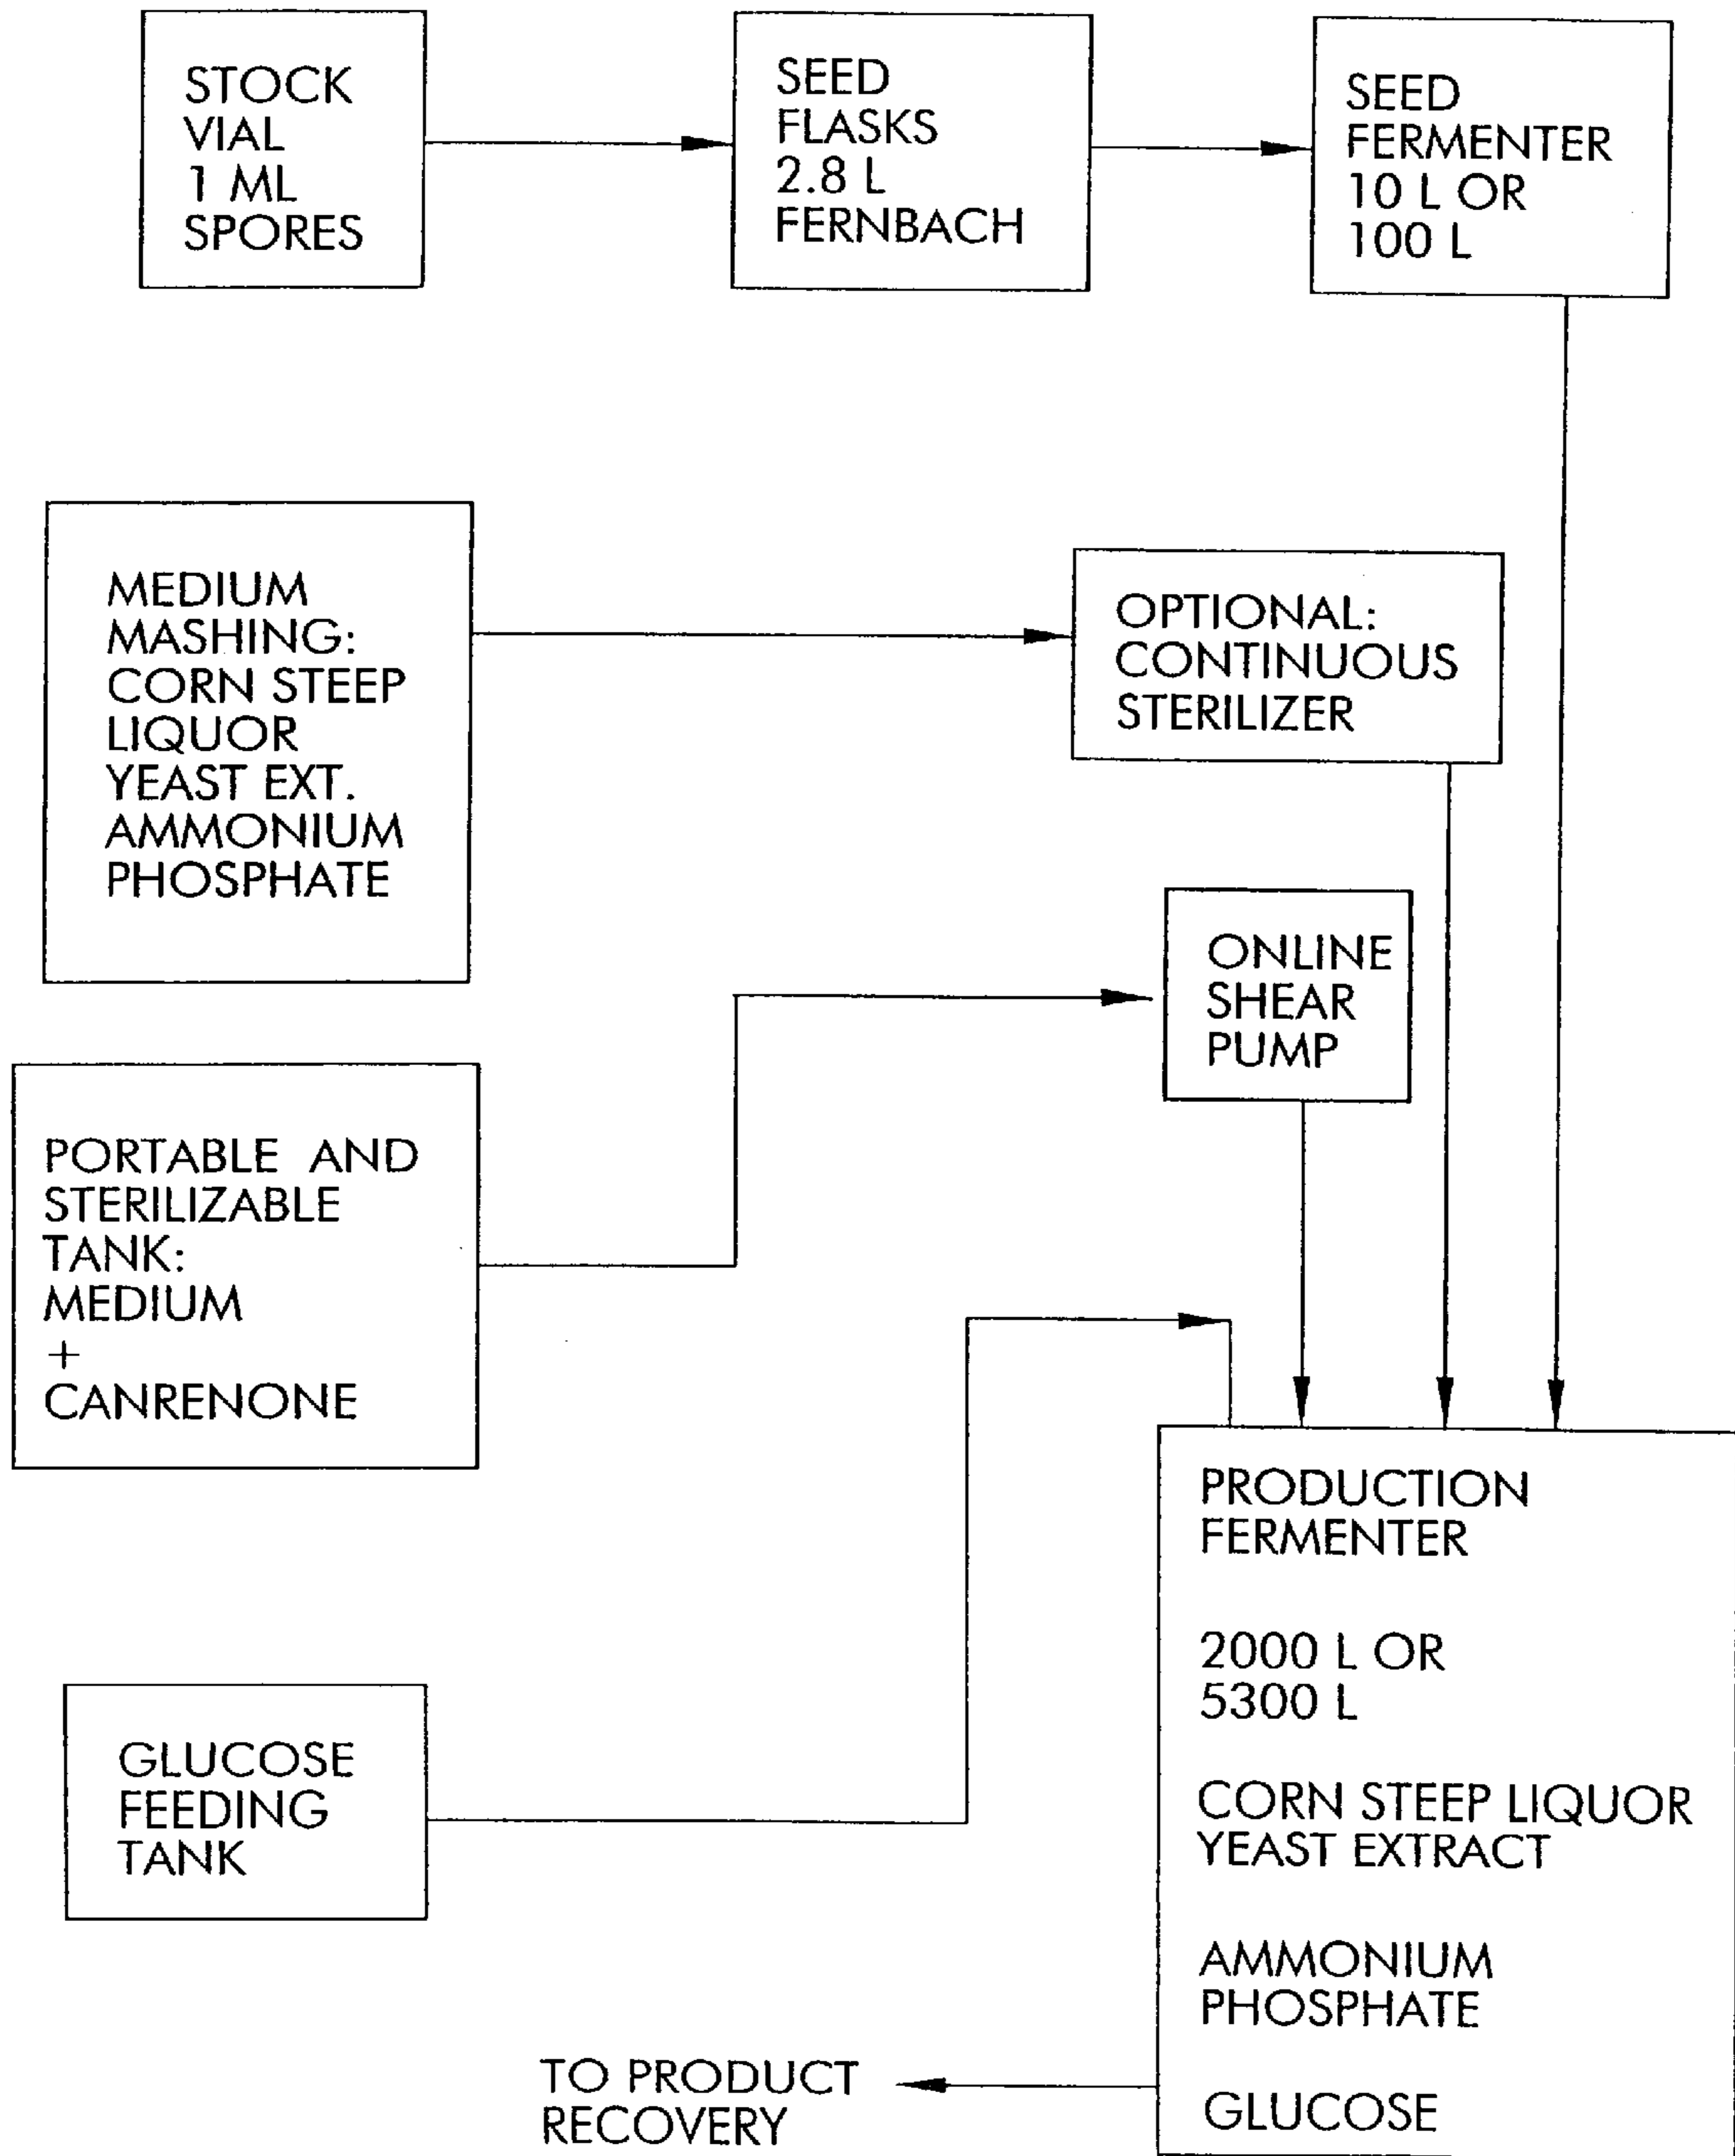 STOCK
VIAL
1 ML
SPORES
SEED
FLASKS
2.8 L
FERNBACH
SEED
FERMENTER
10 L OR
100 L
MEDIUM
MASHING:
CORN STEEP
LIQUOR
YEAST EXT.
AMMONIUM
PHOSPHATE
OPTIONAL:
CONTINUOUS
STERILIZER
ONLINE
SHEAR
PUMP
PORTABLE AND
STERILIZABLE
TANK:
MEDIUM
+
CANRENONE
GLUCOSE
FEEDING
TANK
PRODUCTION
FERMENTER
2000 L OR
5300 L
CORN STEEP LIQUOR
YEAST EXTRACT
AMMONIUM
PHOSPHATE
GLUCOSE
TO PRODUCT
RECOVERY